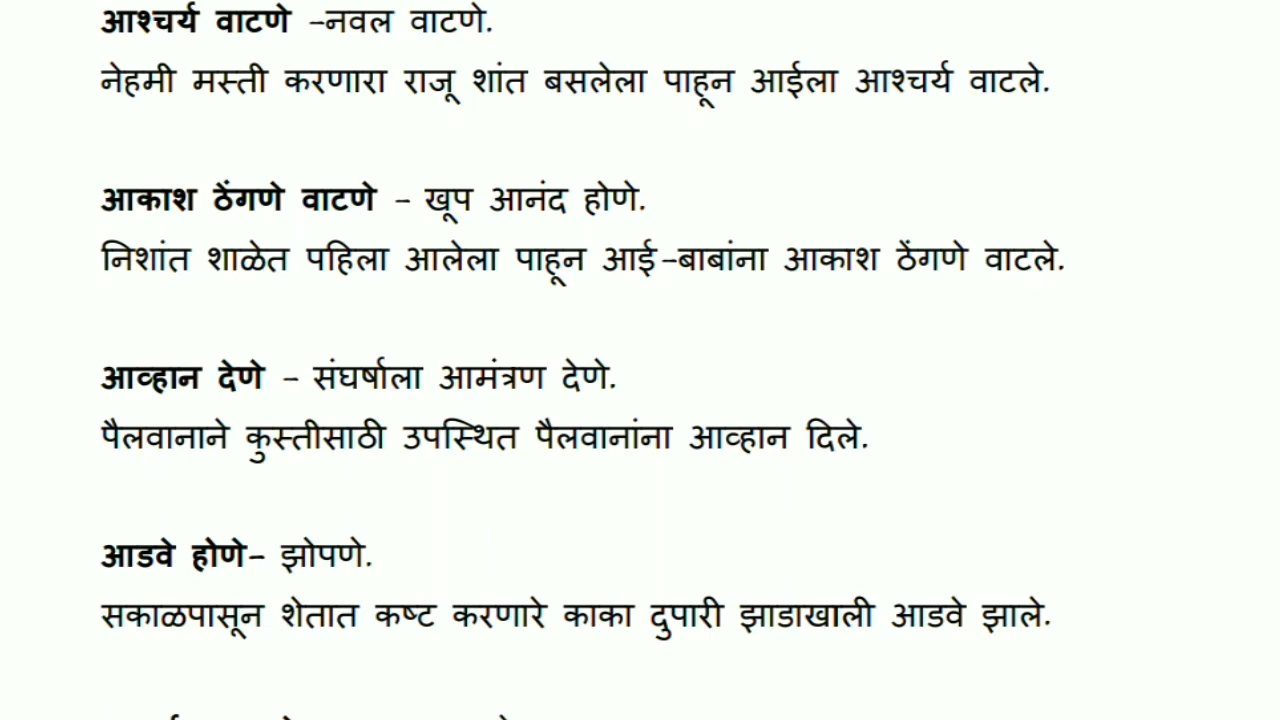 आश्चर्य वाटणे –नवल वाटणे.
नेहमी मस्ती करणारा राजू शांत बसलेला पाहून आईला आश्चर्य वाटले.
आकाश ठेंगणे वाटणे – खूप आनंद होणे.
निशांत शाळेत पहिला आलेला पाहून आई–बाबांना आकाश ठेंगणे वाटले.
आव्हान देणे – संघर्षाला आमंत्रण देणे.
पैलवानाने कुस्तीसाठी उपस्थित पैलवानांना आव्हान दिले.
आडवे होणे– झोपणे.
सकाळपासून शेतात कष्ट करणारे काका दुपारी झाडाखाली आडवे झाले.